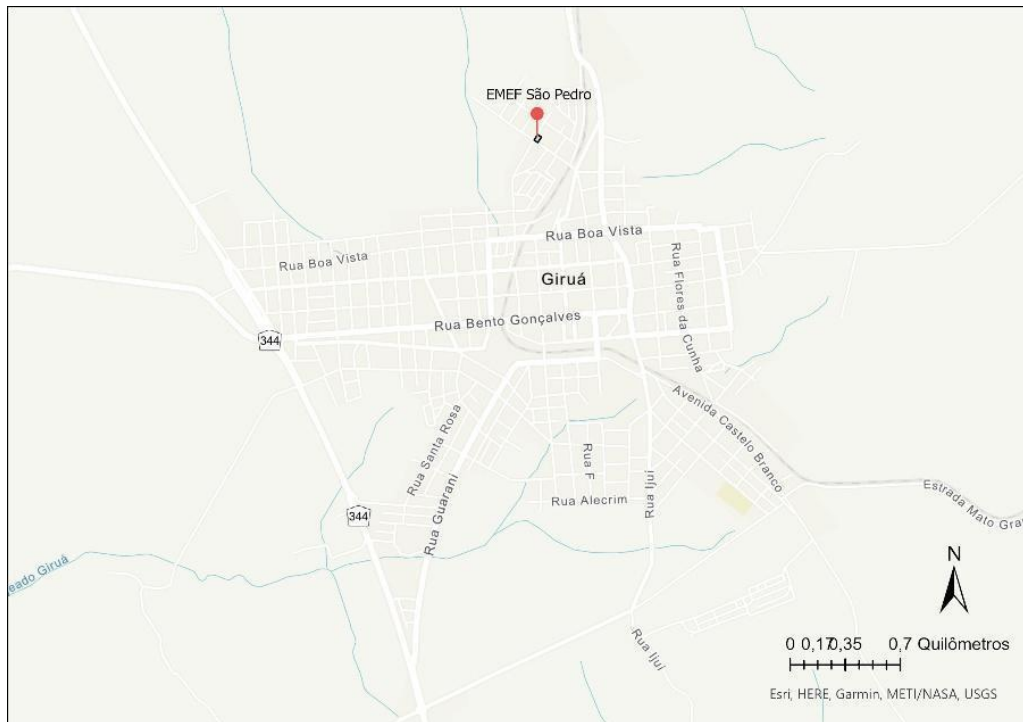 EMEF São Pedro
Rua Boa Vista
Rua Boa Vista
Giruá
Rua Flores da Cunha
Rua Bento Gonçalves
344
Avenida Castelo Branco
Rua Santa Rosa
Rua F
Rua Ijuí
Rua Alecrim
Estrada Mato Gra
344
Rua Guarani
eado Giruá
N
Rua Ijuí
0 0,170,35 0,7 Quilômetros
Esri, HERE, Garmin, METI/NASA, USGS